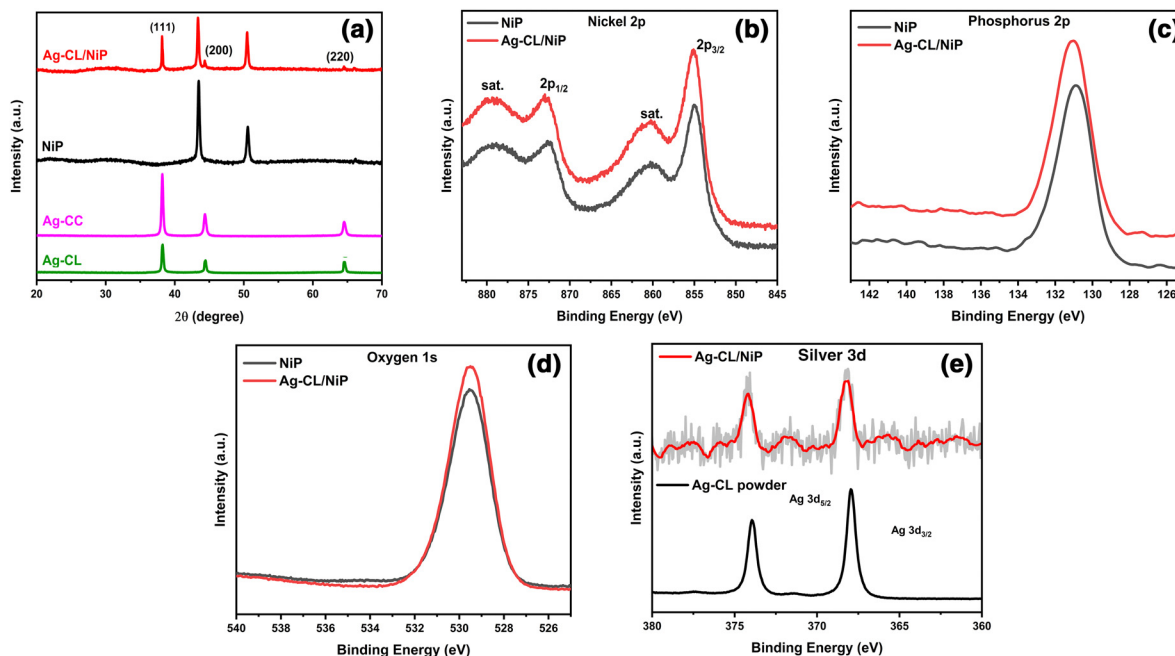 (a)
(111)
(200)
(220)
Ag-CL/NiP
NiP
Ag-CC
Ag-CL
Intensity (a.u.)
20 30 40 50 60 70
2θ (degree)
Nickel 2p
(b)
NiP
Ag-CL/NiP
sat.
2p1/2
sat.
2p3/2
Intensity (a.u.)
880 875 870 865 860 855 850 845
Binding Energy (eV)
NiP
Ag-CL/NiP
Phosphorus 2p
(c)
Intensity (a.u.)
142 140 138 136 134 132 130 128 126
Binding Energy (eV)
NiP
Ag-CL/NiP
Oxygen 1s
(d)
Intensity (a.u.)
540 538 536 534 532 530 528 526
Binding Energy (eV)
Ag-CL/NiP
Silver 3d
(e)
Ag-CL powder
Ag 3d5/2
Ag 3d3/2
Intensity (a.u.)
380 375 370 365 360
Binding Energy (eV)